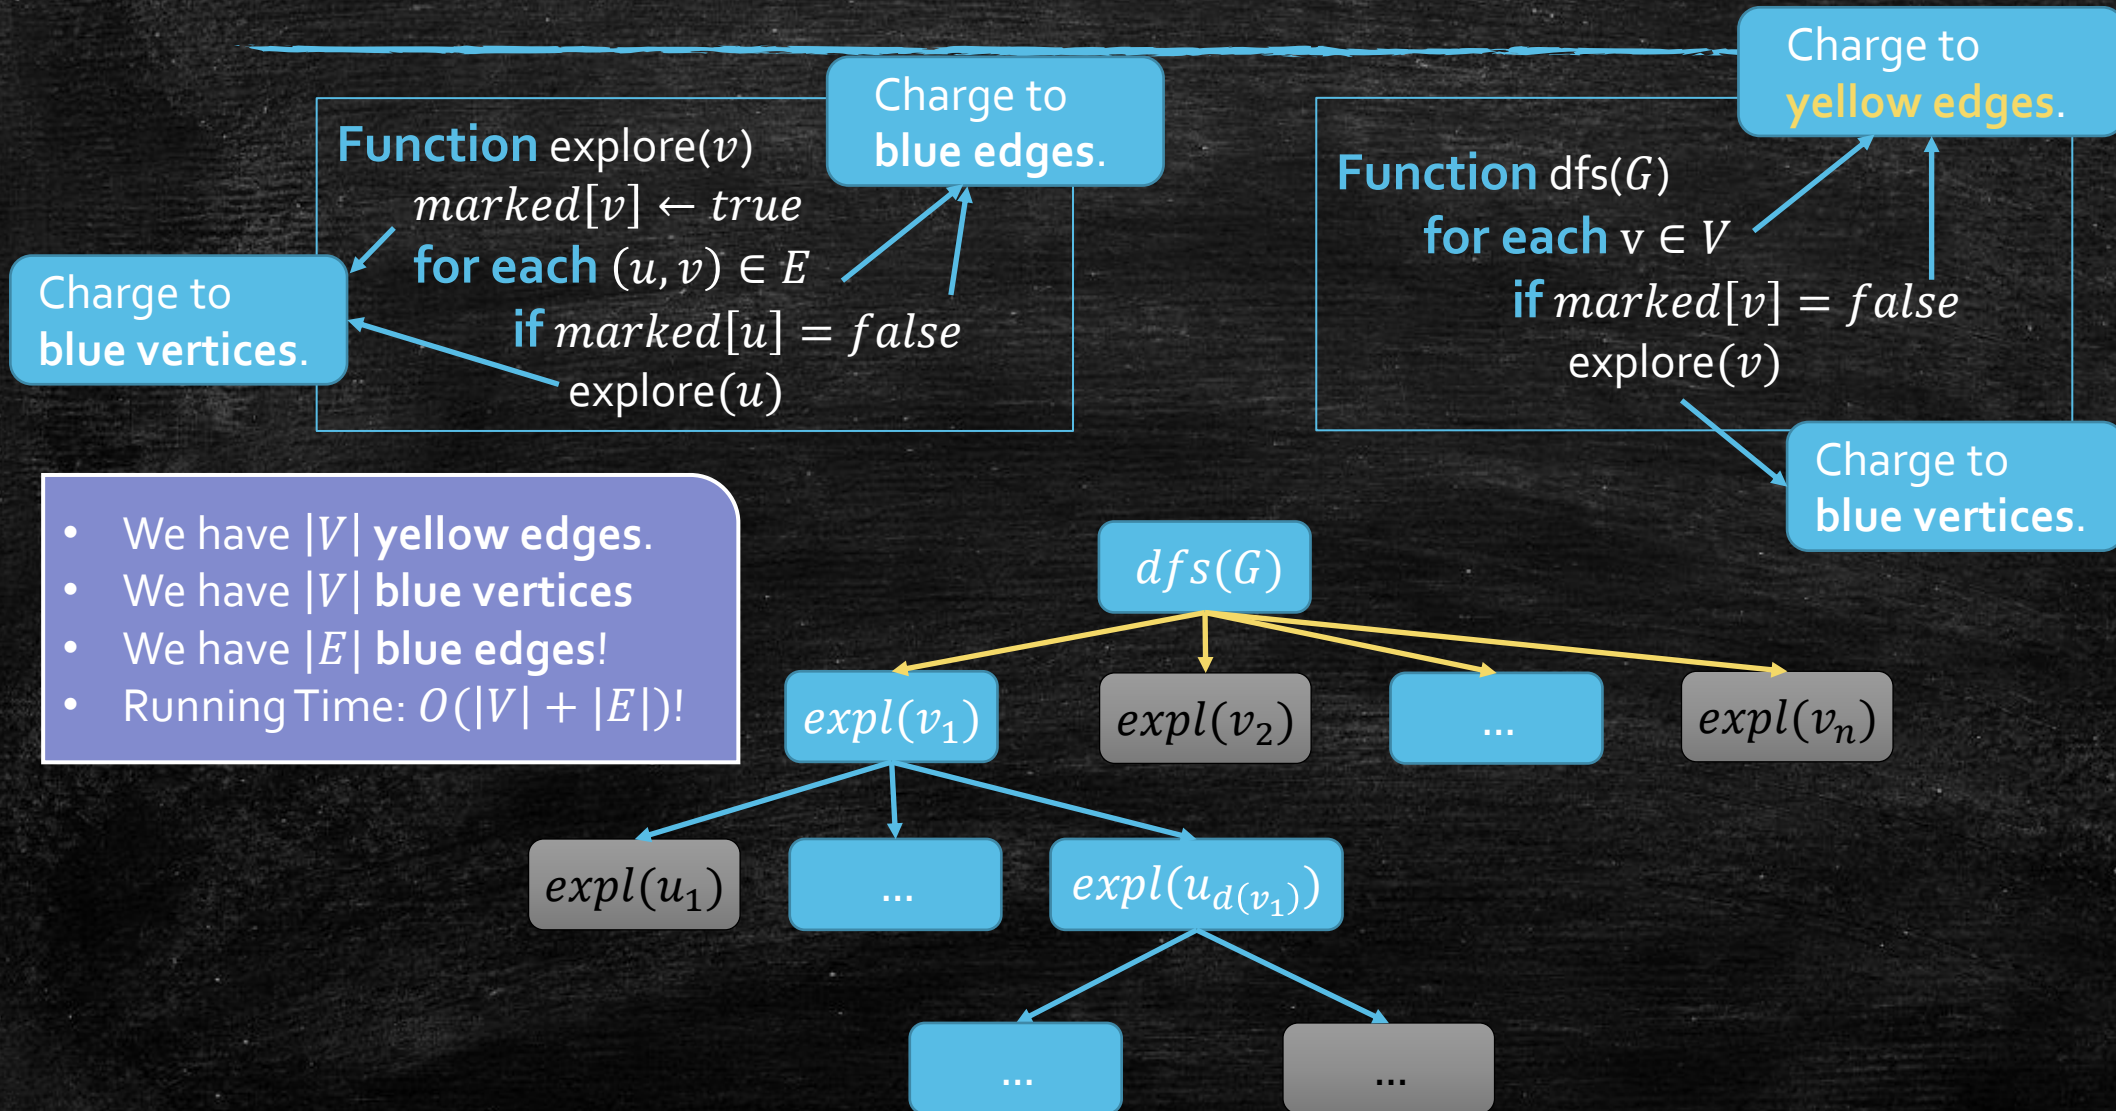 Charge to
yellow edges.
Charge to
blue edges.
Function explore(𝑣)
𝑚𝑎𝑟𝑘𝑒𝑑[𝑣] ← 𝑡𝑟𝑢𝑒
for each (𝑢, 𝑣) ∈ 𝐸
if 𝑚𝑎𝑟𝑘𝑒𝑑[𝑢] = 𝑓𝑎𝑙𝑠𝑒
explore(𝑢)
Charge to
blue vertices.
Function dfs(𝐺)
for each v ∈ 𝑉
if 𝑚𝑎𝑟𝑘𝑒𝑑[𝑣] = 𝑓𝑎𝑙𝑠𝑒
explore(𝑣)
Charge to
blue vertices.
• We have |𝑉| yellow edges.
• We have |𝑉| blue vertices
• We have |𝐸| blue edges!
• Running Time: 𝑂(|𝑉| + |𝐸|)!
𝑑𝑓𝑠(𝐺)
𝑒𝑥𝑝𝑙(𝑣₁) 𝑒𝑥𝑝𝑙(𝑣₂) … 𝑒𝑥𝑝𝑙(𝑣ₙ)
𝑒𝑥𝑝𝑙(𝑢₁) … 𝑒𝑥𝑝𝑙(𝑢_{𝑑(𝑣₁)})
… …